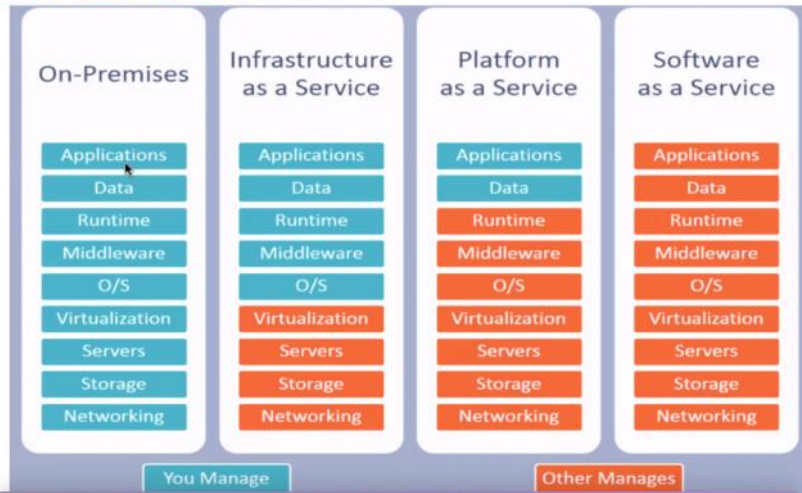 On-Premises
Applications
Data
Runtime
Middleware
O/S
Virtualization
Servers
Storage
Networking
Infrastructure
as a Service
Applications
Data
Runtime
Middleware
O/S
Virtualization
Servers
Storage
Networking
Platform
as a Service
Applications
Data
Runtime
Middleware
O/S
Virtualization
Servers
Storage
Networking
Software
as a Service
Applications
Data
Runtime
Middleware
O/S
Virtualization
Servers
Storage
Networking
You Manage
Other Manages